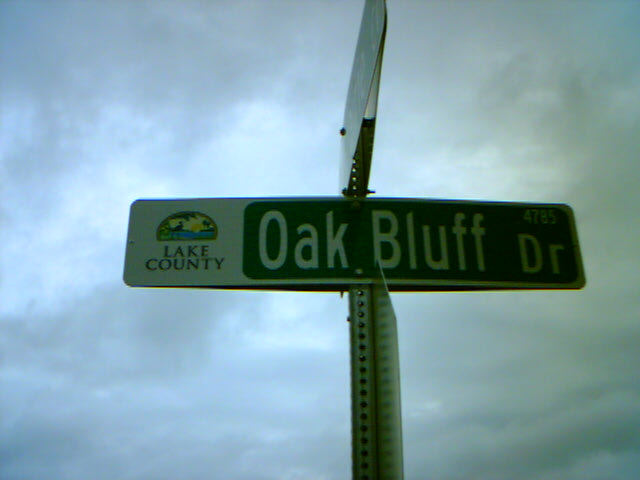 LAKE
COUNTY
Oak Bluff Dr
4785